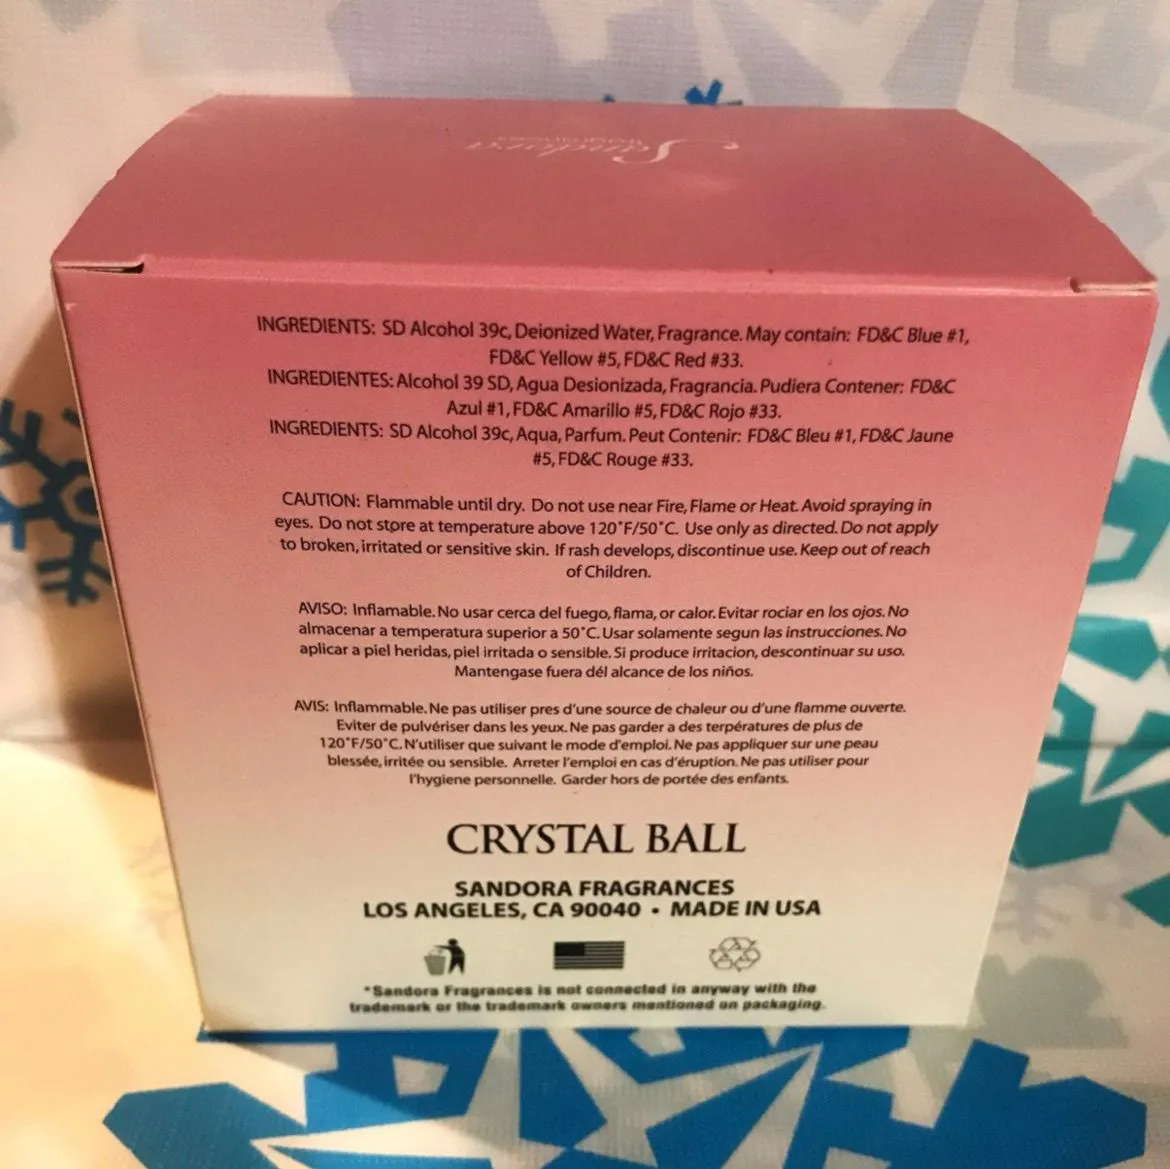 Sandora
fragrances
INGREDIENTS: SD Alcohol 39c, Deionized Water, Fragrance. May contain: FD&C Blue #1,
FD&C Yellow #5, FD&C Red #33.
INGREDIENTES: Alcohol 39 SD, Agua Desionizada, Fragrancia. Pudiera Contener: FD&C
Azul #1, FD&C Amarillo #5, FD&C Rojo #33.
INGREDIENTS: SD Alcohol 39c, Aqua, Parfum. Peut Contenir: FD&C Bleu #1, FD&C Jaune
#5, FD&C Rouge #33.
CAUTION: Flammable until dry. Do not use near Fire, Flame or Heat. Avoid spraying in
eyes. Do not store at temperature above 120˚F/50˚C. Use only as directed. Do not apply
to broken, irritated or sensitive skin. If rash develops, discontinue use. Keep out of reach
of Children.
AVISO: Inflamable. No usar cerca del fuego, flama, or calor. Evitar rociar en los ojos. No
almacenar a temperatura superior a 50˚C. Usar solamente segun las instrucciones. No
aplicar a piel heridas, piel irritada o sensible. Si produce irritacion, descontinuar su uso.
Mantengase fuera dél alcance de los niños.
AVIS: Inflammable. Ne pas utiliser pres d'une source de chaleur ou d'une flamme ouverte.
Eviter de pulvériser dans les yeux. Ne pas garder a des terpératures de plus de
120˚F/50˚C. N'utiliser que suivant le mode d'emploi. Ne pas appliquer sur une peau
blessée, irritée ou sensible. Arreter l'emploi en cas d'éruption. Ne pas utiliser pour
l'hygiene personnelle. Garder hors de portée des enfants.
CRYSTAL BALL
SANDORA FRAGRANCES
LOS ANGELES, CA 90040 • MADE IN USA
*Sandora Fragrances is not connected in anyway with the
trademark or the trademark owners mentioned on packaging.